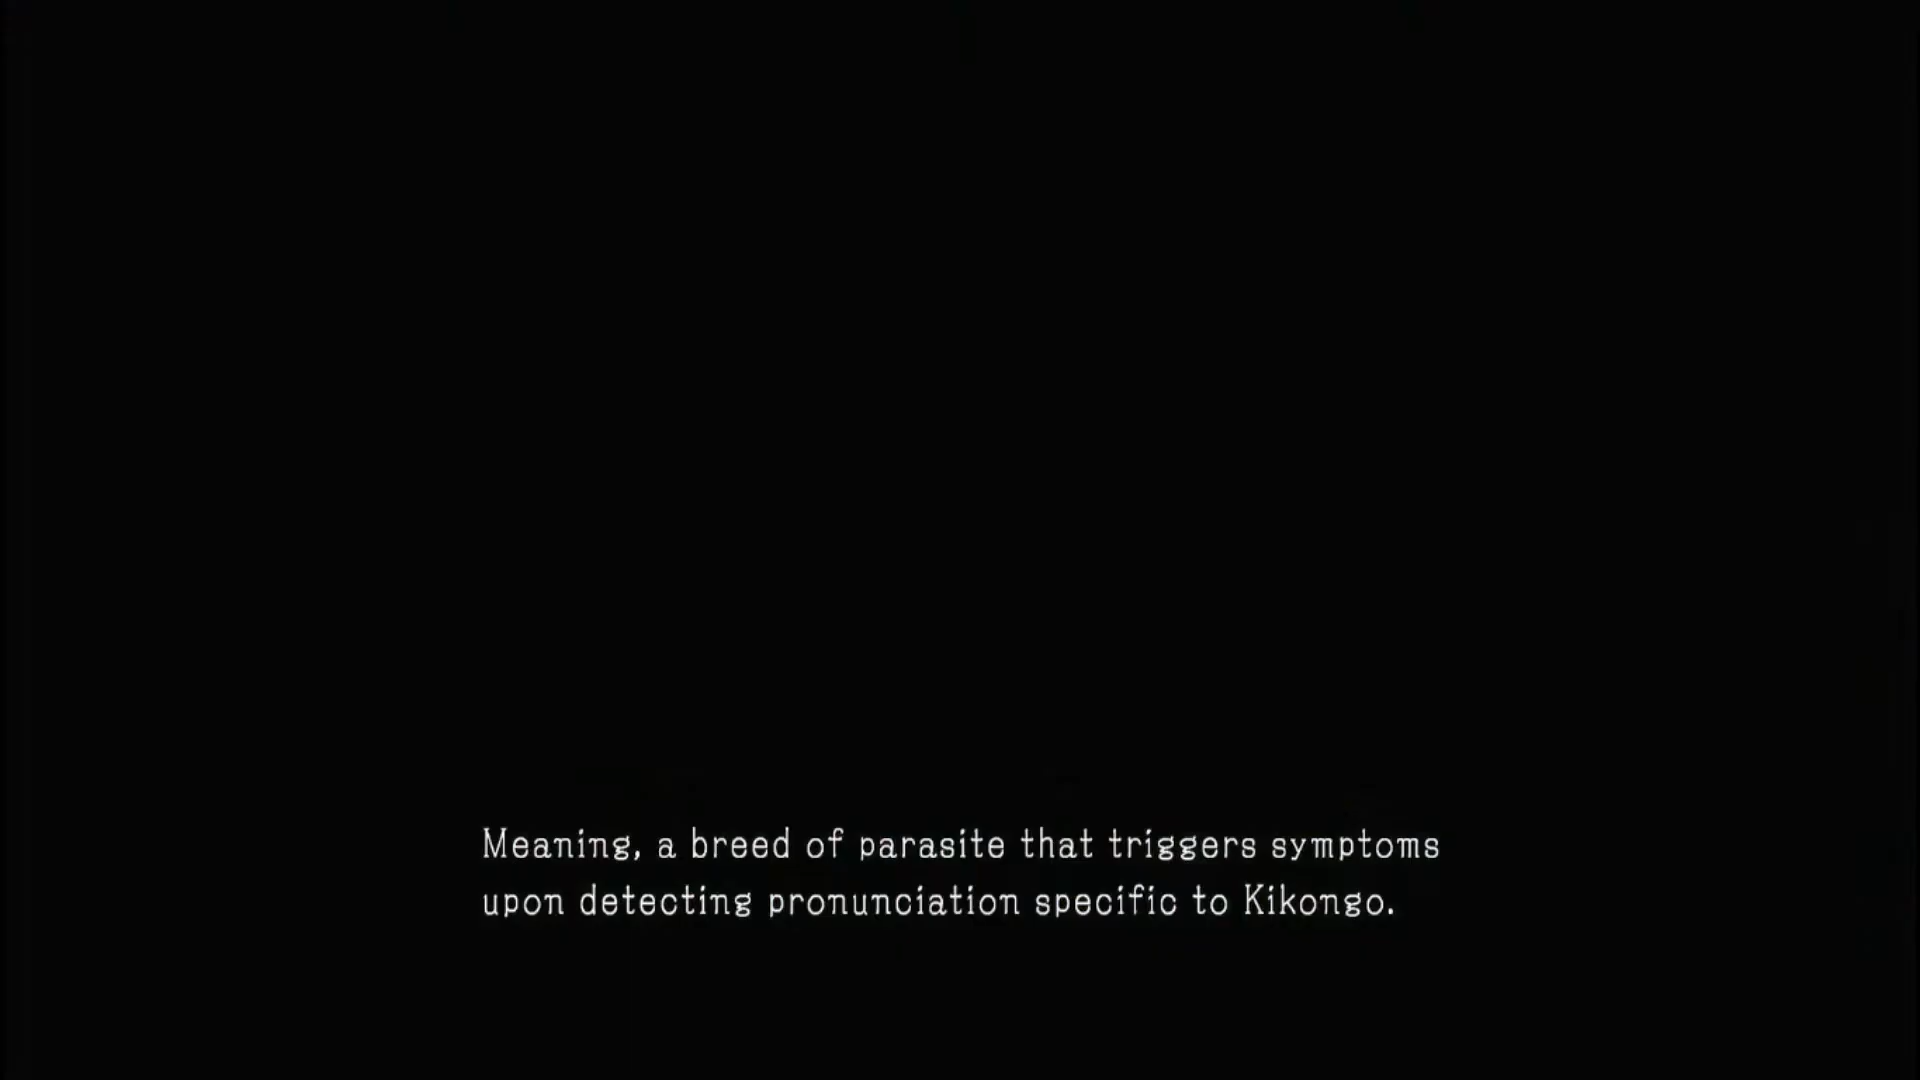 Meaning, a breed of parasite that triggers symptoms
upon detecting pronunciation specific to Kikongo.